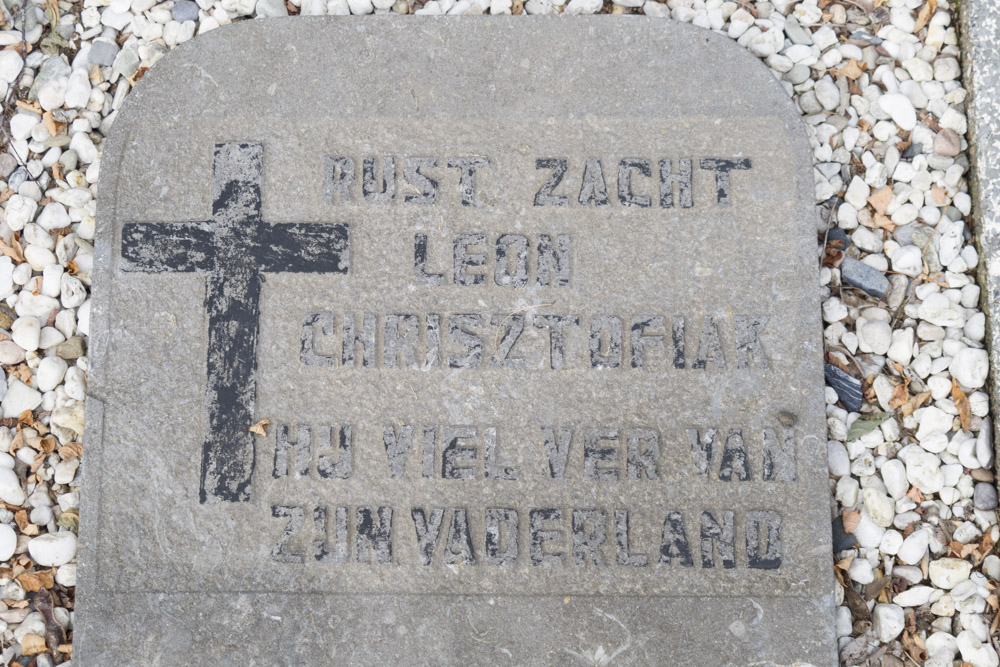 RUST ZACHT
LEON
CHRISZTOFIAK
HIJ VIEL VER VAN
ZIJN VADERLAND